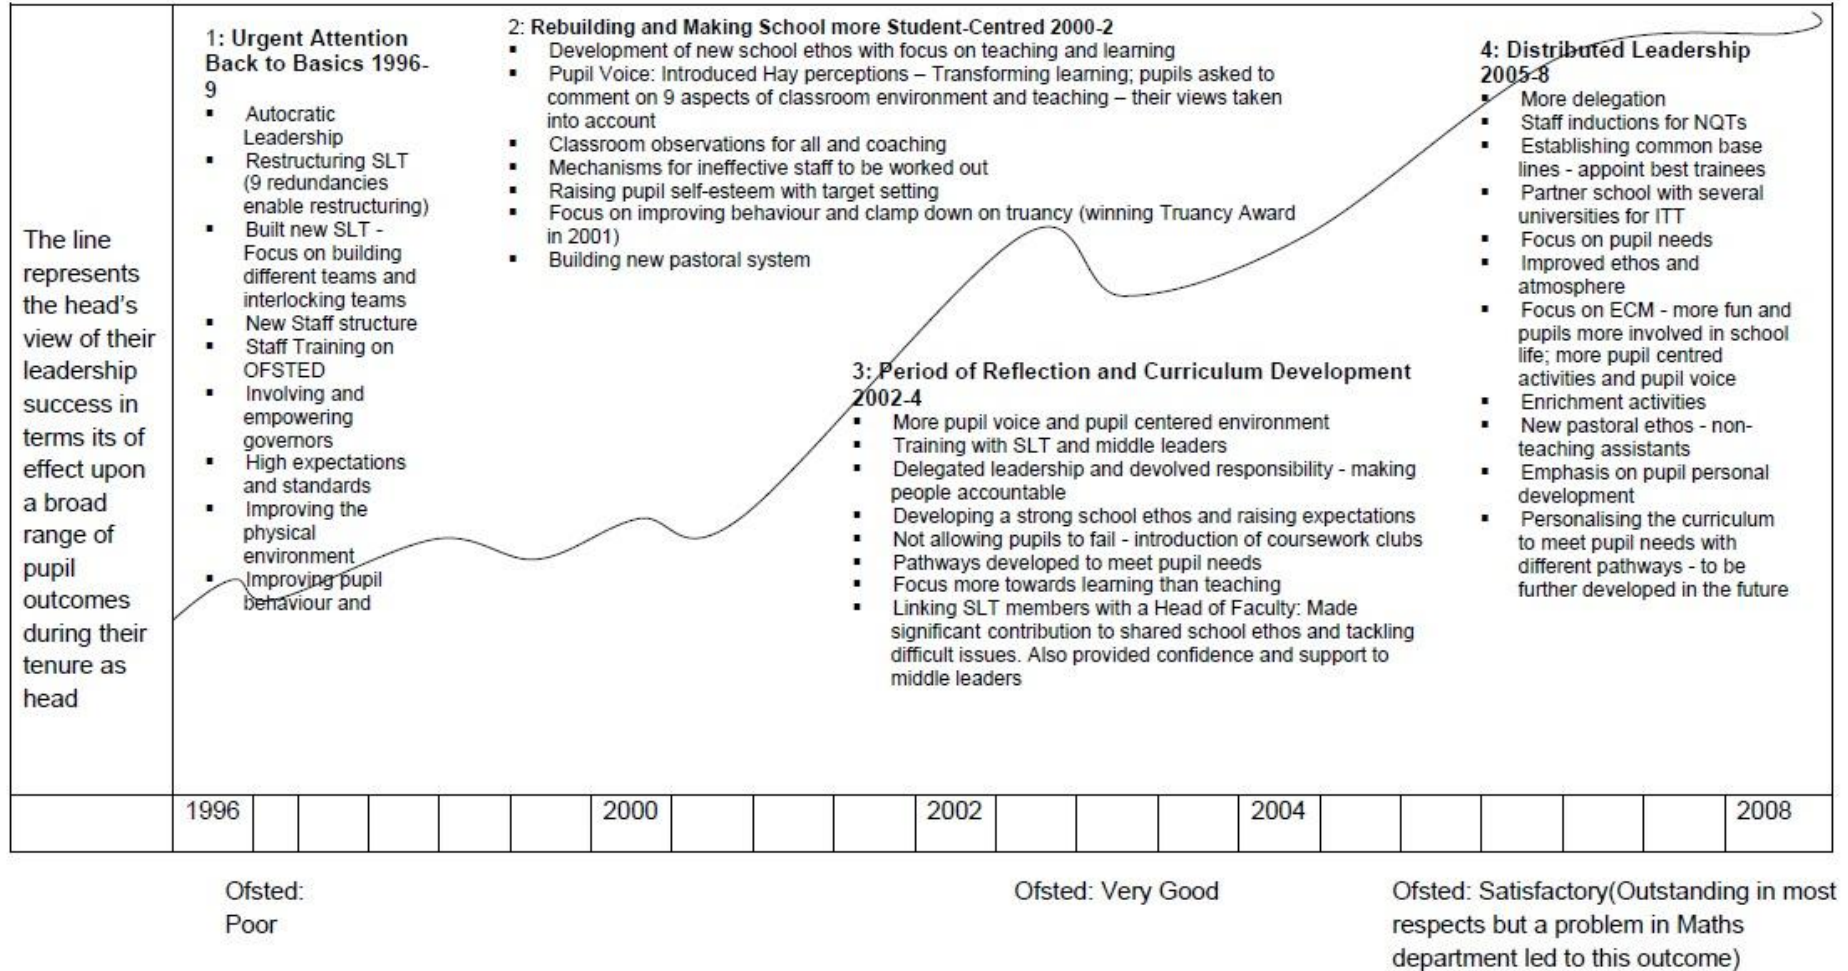 The line
represents
the head's
view of their
leadership
success in
terms its of
effect upon
a broad
range of
pupil
outcomes
during their
tenure as
head
1: Urgent Attention
Back to Basics 1996-
9
▪ Autocratic
Leadership
▪ Restructuring SLT
(9 redundancies
enable restructuring)
▪ Built new SLT -
Focus on building
different teams and
interlocking teams
▪ New Staff structure
▪ Staff Training on
OFSTED
▪ Involving and
empowering
governors
▪ High expectations
and standards
▪ Improving the
physical
environment
▪ Improving pupil
behaviour and
2: Rebuilding and Making School more Student-Centred 2000-2
▪ Development of new school ethos with focus on teaching and learning
▪ Pupil Voice: Introduced Hay perceptions – Transforming learning; pupils asked to
comment on 9 aspects of classroom environment and teaching – their views taken
into account
▪ Classroom observations for all and coaching
▪ Mechanisms for ineffective staff to be worked out
▪ Raising pupil self-esteem with target setting
▪ Focus on improving behaviour and clamp down on truancy (winning Truancy Award
in 2001)
▪ Building new pastoral system
3: Period of Reflection and Curriculum Development
2002-4
▪ More pupil voice and pupil centered environment
▪ Training with SLT and middle leaders
▪ Delegated leadership and devolved responsibility - making
people accountable
▪ Developing a strong school ethos and raising expectations
▪ Not allowing pupils to fail - introduction of coursework clubs
▪ Pathways developed to meet pupil needs
▪ Focus more towards learning than teaching
▪ Linking SLT members with a Head of Faculty: Made
significant contribution to shared school ethos and tackling
difficult issues. Also provided confidence and support to
middle leaders
4: Distributed Leadership
2005-8
▪ More delegation
▪ Staff inductions for NQTs
▪ Establishing common base
lines - appoint best trainees
▪ Partner school with several
universities for ITT
▪ Focus on pupil needs
▪ Improved ethos and
atmosphere
▪ Focus on ECM - more fun and
pupils more involved in school
life; more pupil centred
activities and pupil voice
▪ Enrichment activities
▪ New pastoral ethos - non-
teaching assistants
▪ Emphasis on pupil personal
development
▪ Personalising the curriculum
to meet pupil needs with
different pathways - to be
further developed in the future
1996 2000 2002 2004 2008
Ofsted:
Poor
Ofsted: Very Good
Ofsted: Satisfactory(Outstanding in most
respects but a problem in Maths
department led to this outcome)